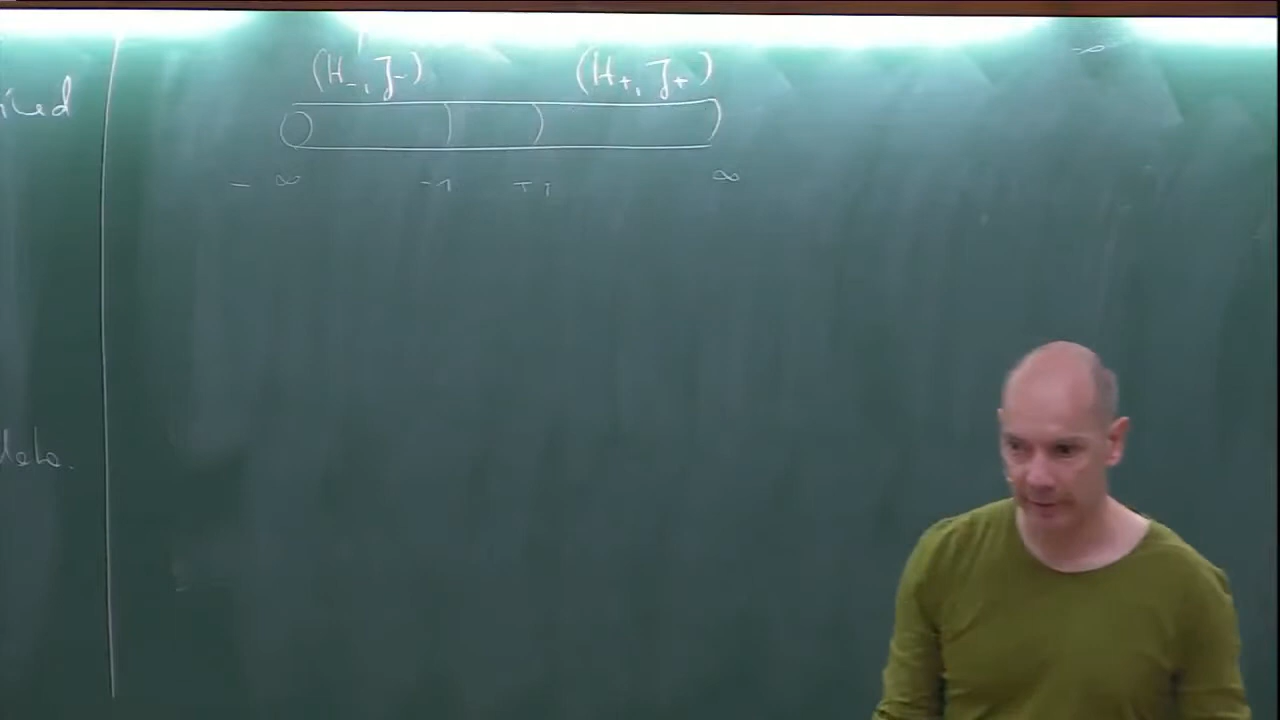 (H₋, J₋) (H₊, J₊)
-∞ -1 +1 ∞
-∞